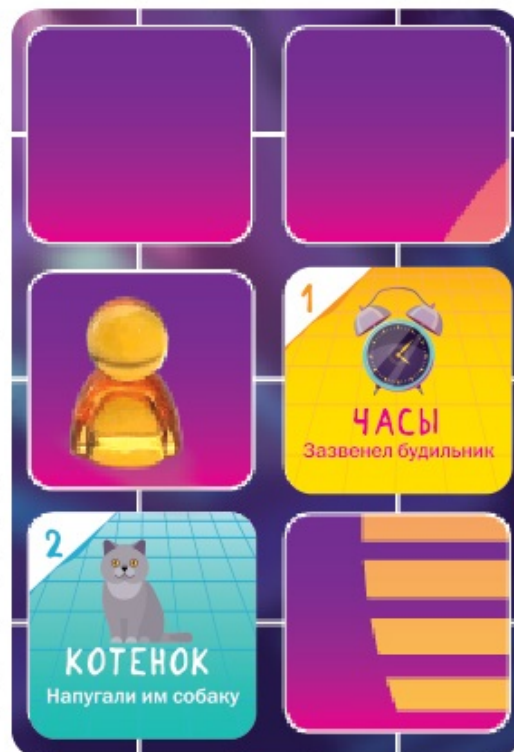 1
ЧАСЫ
Зазвенел будильник
2
КОТЕНОК
Напугали им собаку